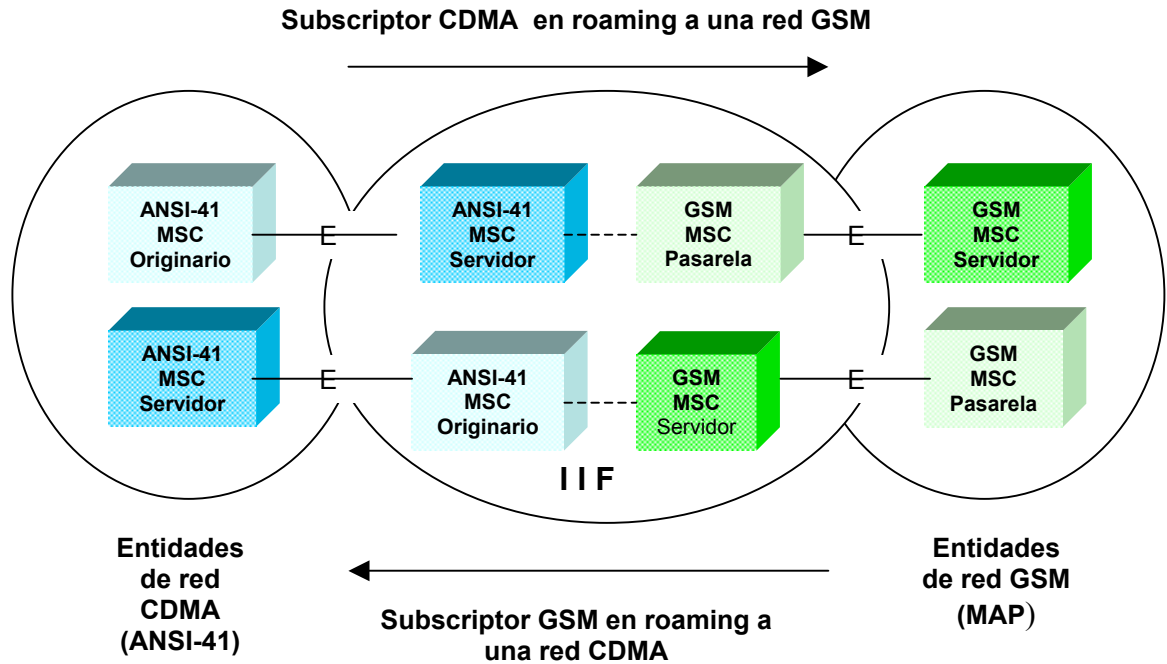 Subscriptor CDMA en roaming a una red GSM
ANSI-41
MSC
Originario
E
ANSI-41
MSC
Servidor
GSM
MSC
Pasarela
E
GSM
MSC
Servidor
ANSI-41
MSC
Servidor
E
ANSI-41
MSC
Originario
GSM
MSC
Servidor
E
GSM
MSC
Pasarela
I I F
Entidades
de red
CDMA
(ANSI-41)
Subscriptor GSM en roaming a
una red CDMA
Entidades
de red GSM
(MAP)